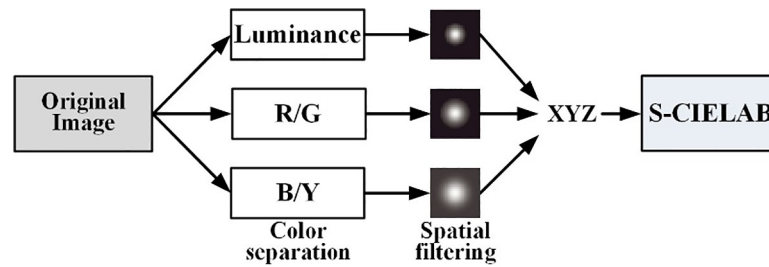 Luminance
Original
Image
R/G
XYZ
S-CIELAB
B/Y
Color
separation
Spatial
filtering